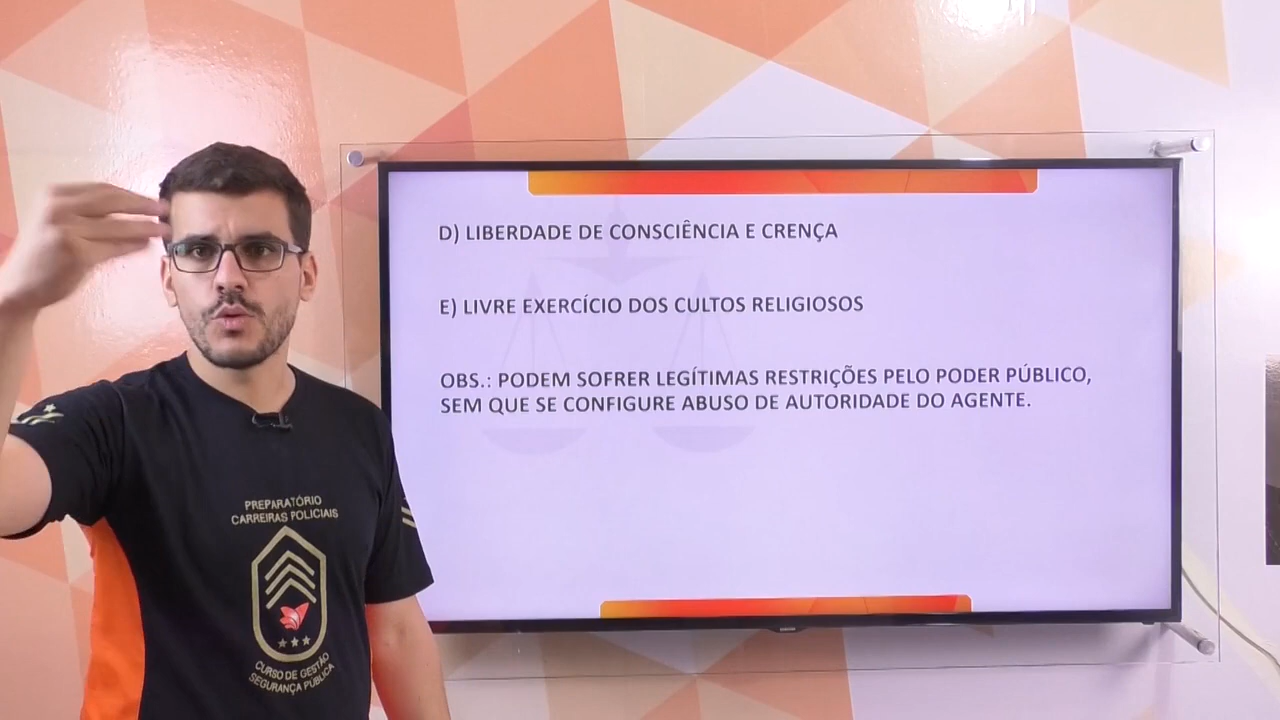 D) LIBERDADE DE CONSCIÊNCIA E CRENÇA
E) LIVRE EXERCÍCIO DOS CULTOS RELIGIOSOS
OBS.: PODEM SOFRER LEGÍTIMAS RESTRIÇÕES PELO PODER PÚBLICO,
SEM QUE SE CONFIGURE ABUSO DE AUTORIDADE DO AGENTE.
PREPARATÓRIO
CARREIRAS POLICIAIS
CURSO DE GESTÃO
SEGURANÇA PÚBLICA